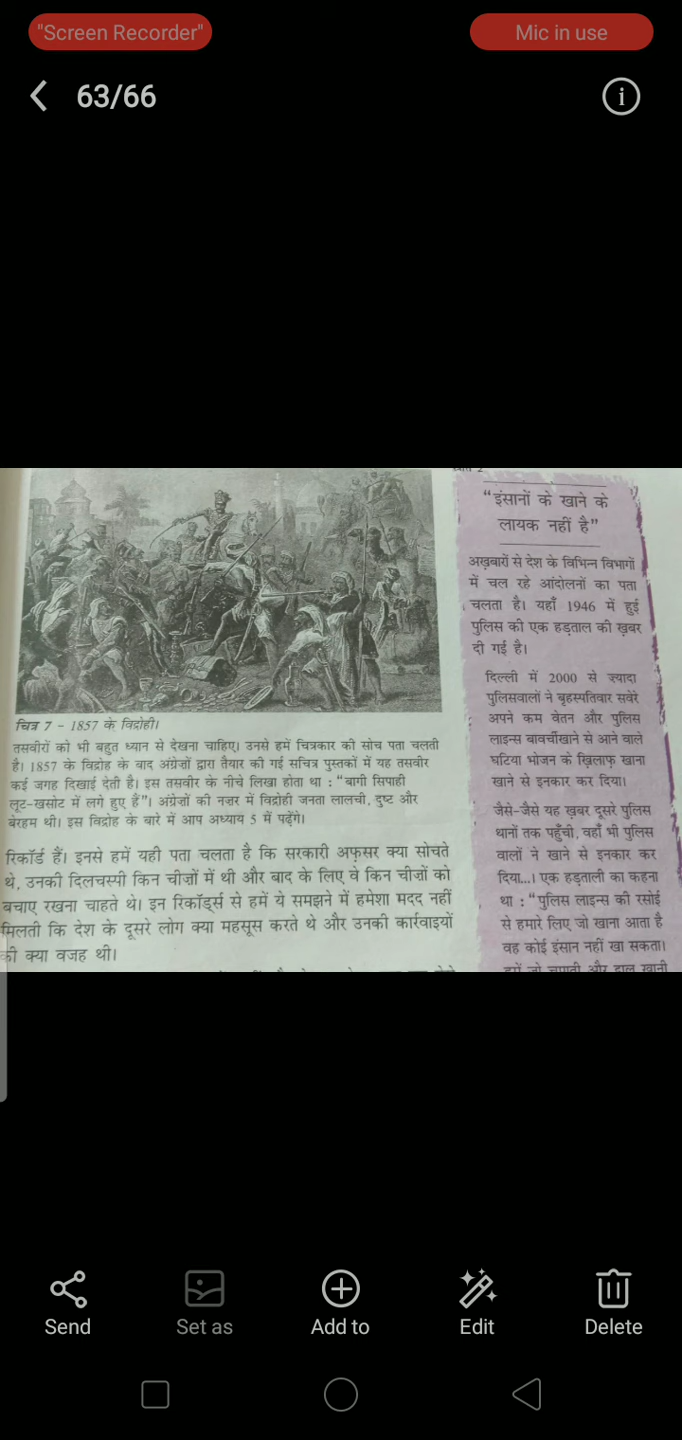 "Screen Recorder"
Mic in use
63/66
"इंसानों के खाने के
लायक नहीं है"
अख़बारों से देश के विभिन्न विभागों
में चल रहे आंदोलनों का पता
चलता है। यहाँ 1946 में हुई
पुलिस की एक हड़ताल की ख़बर
दी गई है।
दिल्ली में 2000 से ज़्यादा
पुलिसवालों ने बृहस्पतिवार सवेरे
अपने कम वेतन और पुलिस
लाइन्स बावर्चीख़ाने से आने वाले
घटिया भोजन के ख़िलाफ़ खाना
खाने से इनकार कर दिया।
जैसे-जैसे यह ख़बर दूसरे पुलिस
थानों तक पहुँची, वहाँ भी पुलिस
वालों ने खाने से इनकार कर
दिया...। एक हड़ताली का कहना
था : "पुलिस लाइन्स की रसोई
से हमारे लिए जो खाना आता है
वह कोई इंसान नहीं खा सकता।
हमें जो चपाती और दाल खानी
चित्र 7 - 1857 के विद्रोही।
तसवीरों को भी बहुत ध्यान से देखना चाहिए। उनसे हमें चित्रकार की सोच पता चलती
है। 1857 के विद्रोह के बाद अंग्रेजों द्वारा तैयार की गई सचित्र पुस्तकों में यह तसवीर
कई जगह दिखाई देती है। इस तसवीर के नीचे लिखा होता था : "बागी सिपाही
लूट-खसोट में लगे हुए हैं"। अंग्रेजों की नज़र में विद्रोही जनता लालची, दुष्ट और
बेरहम थी। इस विद्रोह के बारे में आप अध्याय 5 में पढ़ेंगे।
रिकॉर्ड हैं। इनसे हमें यही पता चलता है कि सरकारी अफ़सर क्या सोचते
थे, उनकी दिलचस्पी किन चीज़ों में थी और बाद के लिए वे किन चीज़ों को
बचाए रखना चाहते थे। इन रिकॉर्ड्स से हमें ये समझने में हमेशा मदद नहीं
मिलती कि देश के दूसरे लोग क्या महसूस करते थे और उनकी कार्रवाइयों
की क्या वजह थी।
Send
Set as
Add to
Edit
Delete